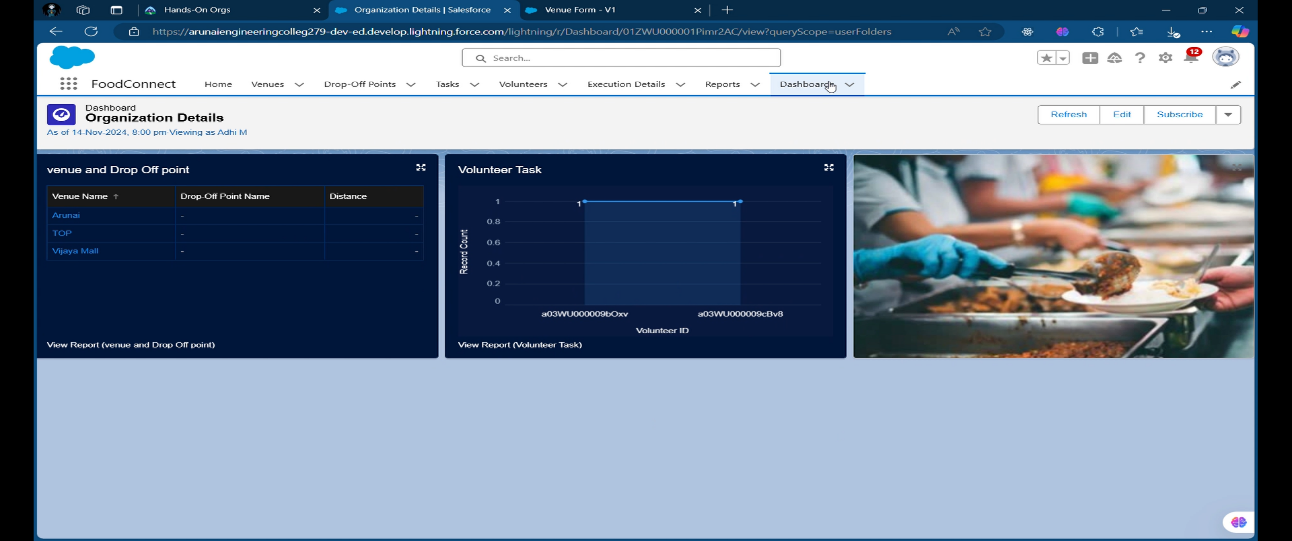 Hands-On Orgs
Organization Details | Salesforce
Venue Form - V1
https://arunaiengineeringcolleg279-dev-ed.develop.lightning.force.com/lightning/r/Dashboard/01ZWU000001Pimr2AC/view?queryScope=userFolders
Search...
12
FoodConnect
Home
Venues
Drop-Off Points
Tasks
Volunteers
Execution Details
Reports
Dashboards
Dashboard
Organization Details
As of 14-Nov-2024, 8:00 pm Viewing as Adhi M
Refresh
Edit
Subscribe
venue and Drop Off point
Venue Name ↑ Drop-Off Point Name Distance
Arunai - -
TOP - -
Vijaya Mall - -
View Report (venue and Drop Off point)
Volunteer Task
Record Count
1
0.8
0.6
0.4
0.2
0
1 1
a03WU000009bOxv a03WU000009cBv8
Volunteer ID
View Report (Volunteer Task)